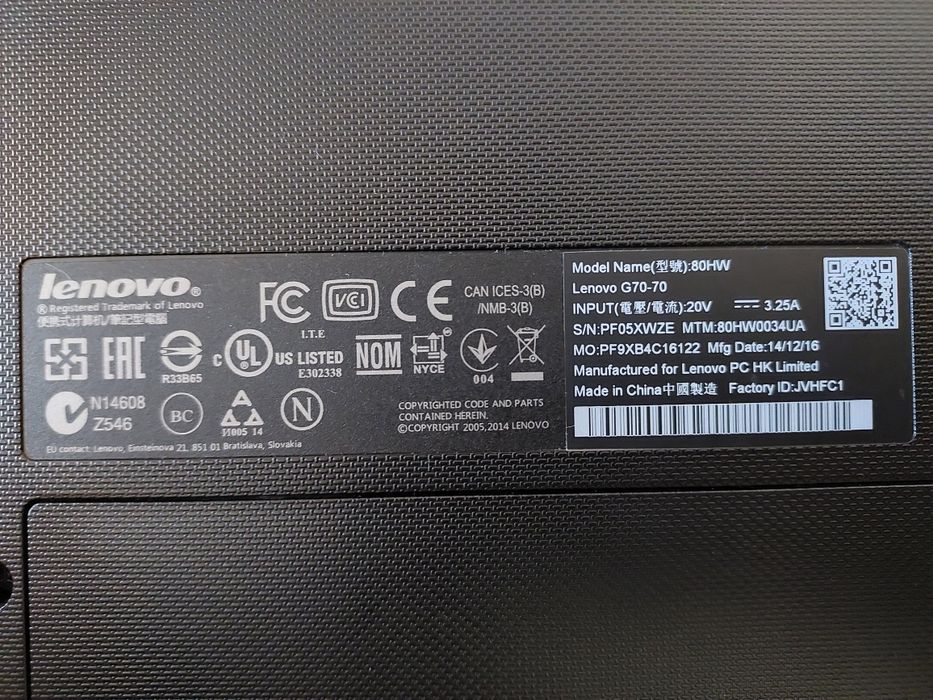 lenovo®
® Registered Trademark of Lenovo
便携式计算机/筆記型電腦
FC
VCI
CE
CAN ICES-3(B)
/NMB-3(B)
EAC
R33B65
I.T.E
c UL ® US LISTED
E302338
NOM
NYCE
004
N14608
Z546
BC
И005 14
N
COPYRIGHTED CODE AND PARTS
CONTAINED HEREIN.
©COPYRIGHT 2005,2014 LENOVO
EU contact: Lenovo, Einsteinova 21, 851 01 Bratislava, Slovakia
Model Name(型號):80HW
Lenovo G70-70
INPUT(電壓/電流):20V ⎓ 3.25A
S/N:PF05XWZE MTM:80HW0034UA
MO:PF9XB4C16122 Mfg Date:14/12/16
Manufactured for Lenovo PC HK Limited
Made in China中國製造 Factory ID:JVHFC1